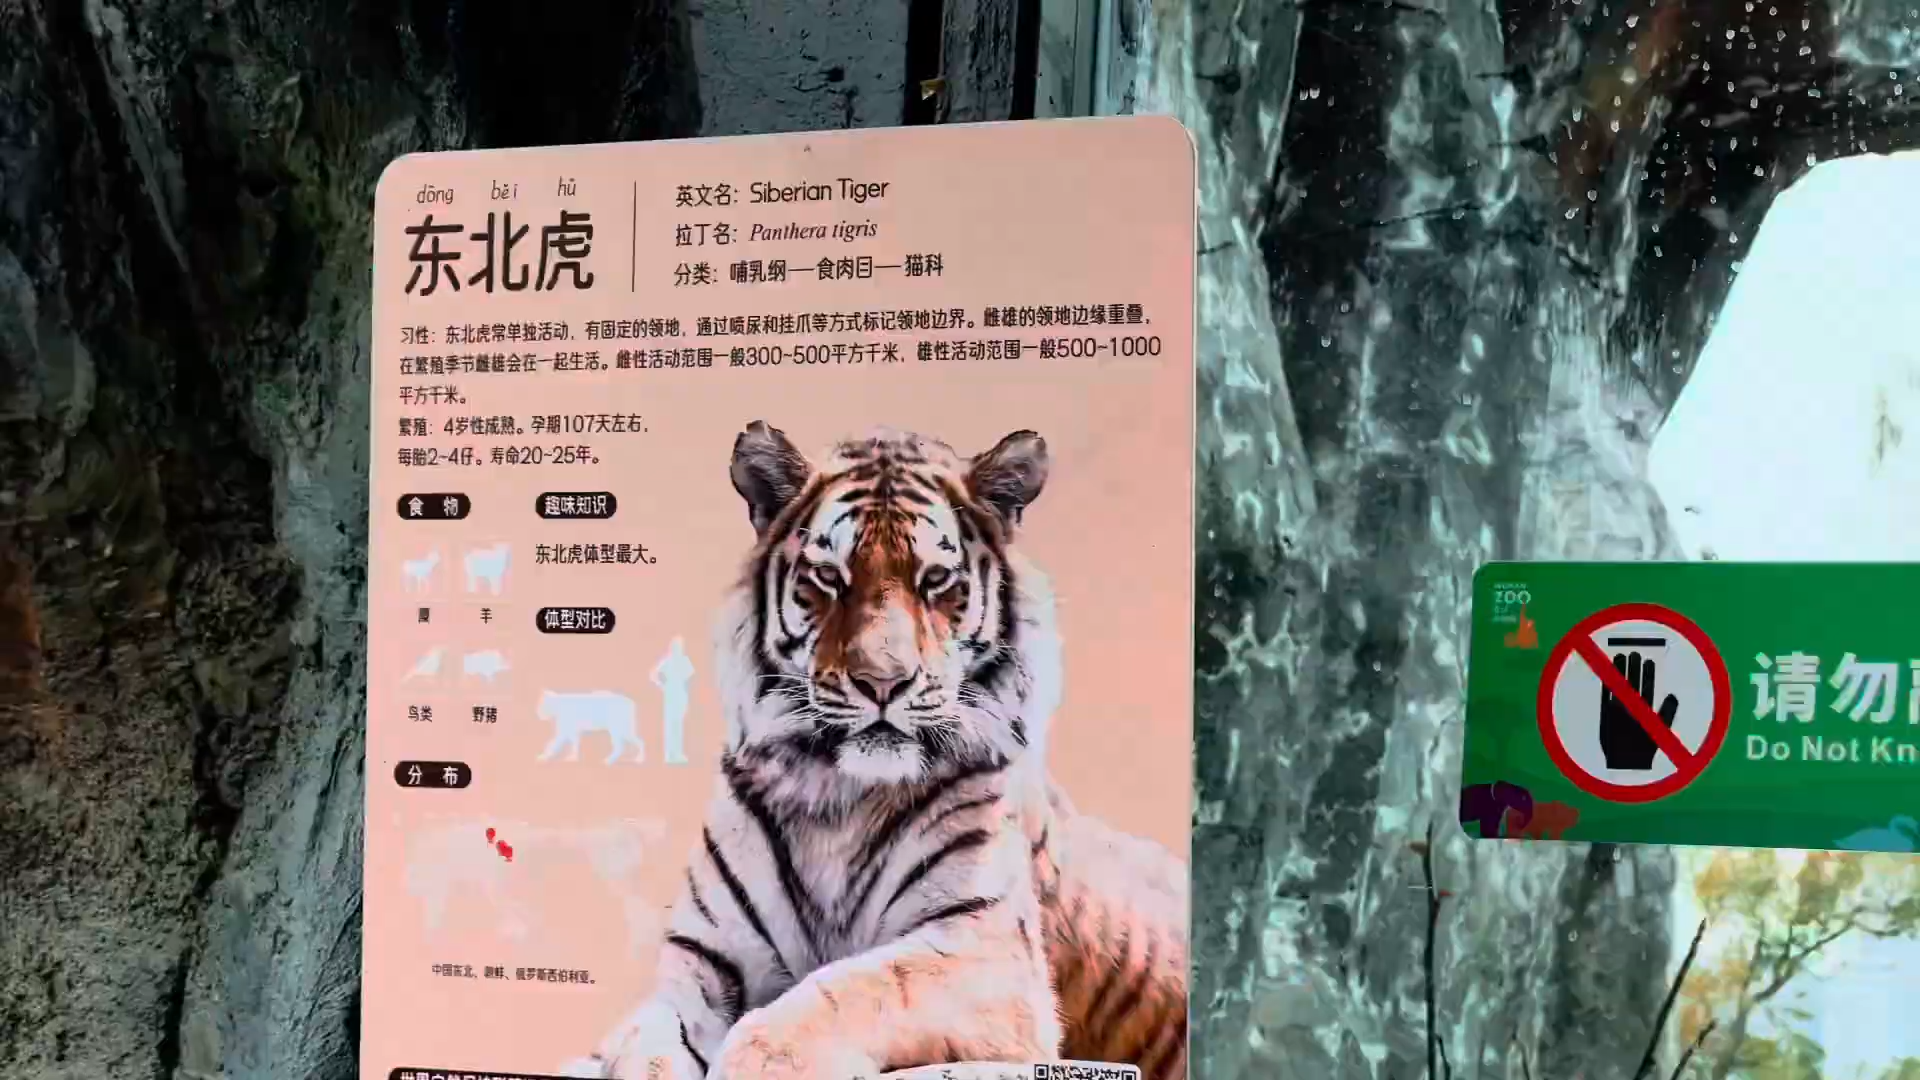 dōng běi hǔ
东北虎
英文名：Siberian Tiger
拉丁名：Panthera tigris
分类：哺乳纲—食肉目—猫科
习性：东北虎常单独活动，有固定的领地，通过喷尿和挂爪等方式标记领地边界。雌雄的领地边缘重叠，
在繁殖季节雌雄会在一起生活。雌性活动范围一般300~500平方千米，雄性活动范围一般500~1000
平方千米。
繁殖：4岁性成熟。孕期107天左右，
每胎2~4仔。寿命20~25年。
食 物
趣味知识
东北虎体型最大。
羊
体型对比
鸟类 野猪
分 布
中国东北、朝鲜、俄罗斯西伯利亚。
ZOO
请勿
Do Not Kn